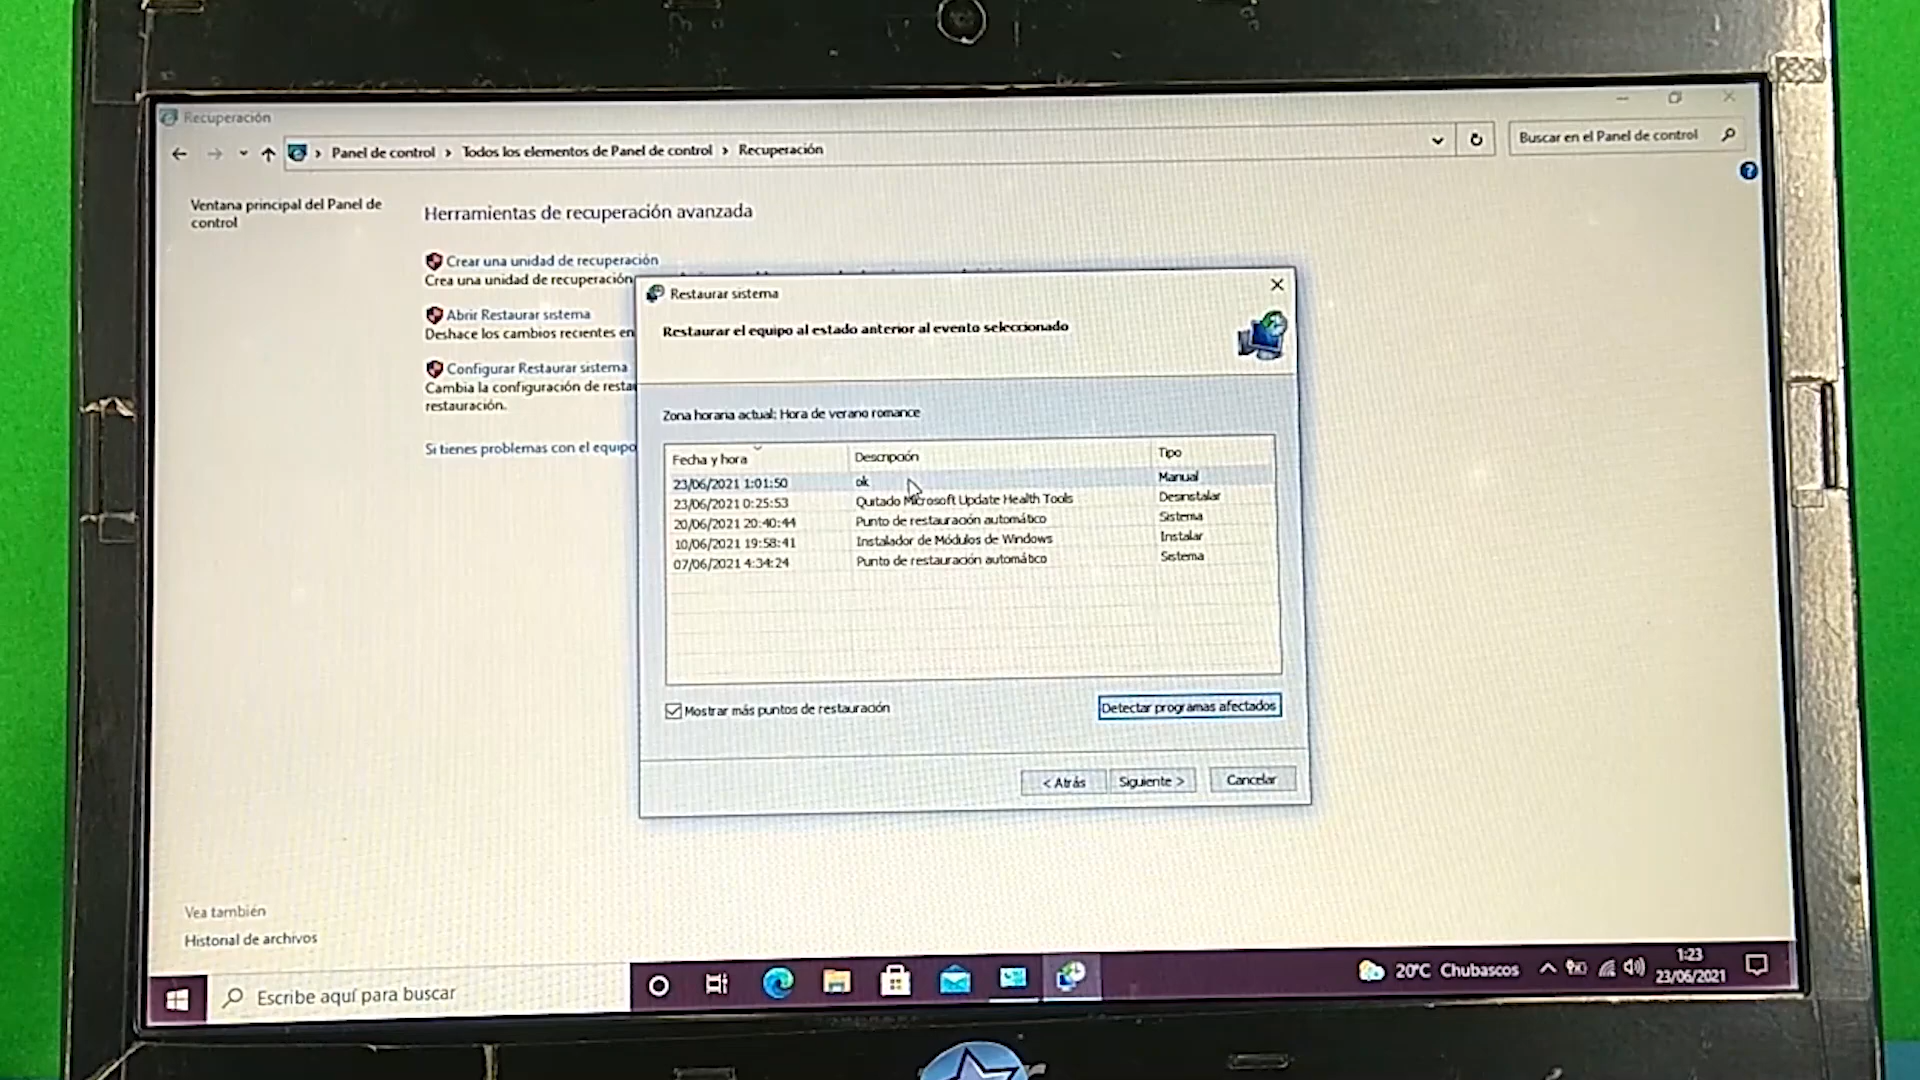 Recuperación
Panel de control › Todos los elementos de Panel de control › Recuperación
Buscar en el Panel de control
Ventana principal del Panel de
control
Herramientas de recuperación avanzada
Crear una unidad de recuperación
Crea una unidad de recuperación
Abrir Restaurar sistema
Deshace los cambios recientes en
Configurar Restaurar sistema
Cambia la configuración de resta
restauración.
Si tienes problemas con el equipo
Restaurar sistema
Restaurar el equipo al estado anterior al evento seleccionado
Zona horaria actual: Hora de verano romance
Fecha y hora Descripción Tipo
23/06/2021 1:01:50 ok Manual
23/06/2021 0:25:53 Quitado Microsoft Update Health Tools Desinstalar
20/06/2021 20:40:44 Punto de restauración automático Sistema
10/06/2021 19:58:41 Instalador de Módulos de Windows Instalar
07/06/2021 4:34:24 Punto de restauración automático Sistema
Mostrar más puntos de restauración
Detectar programas afectados
< Atrás
Siguiente >
Cancelar
Vea también
Historial de archivos
Escribe aquí para buscar
20°C Chubascos
1:23
23/06/2021